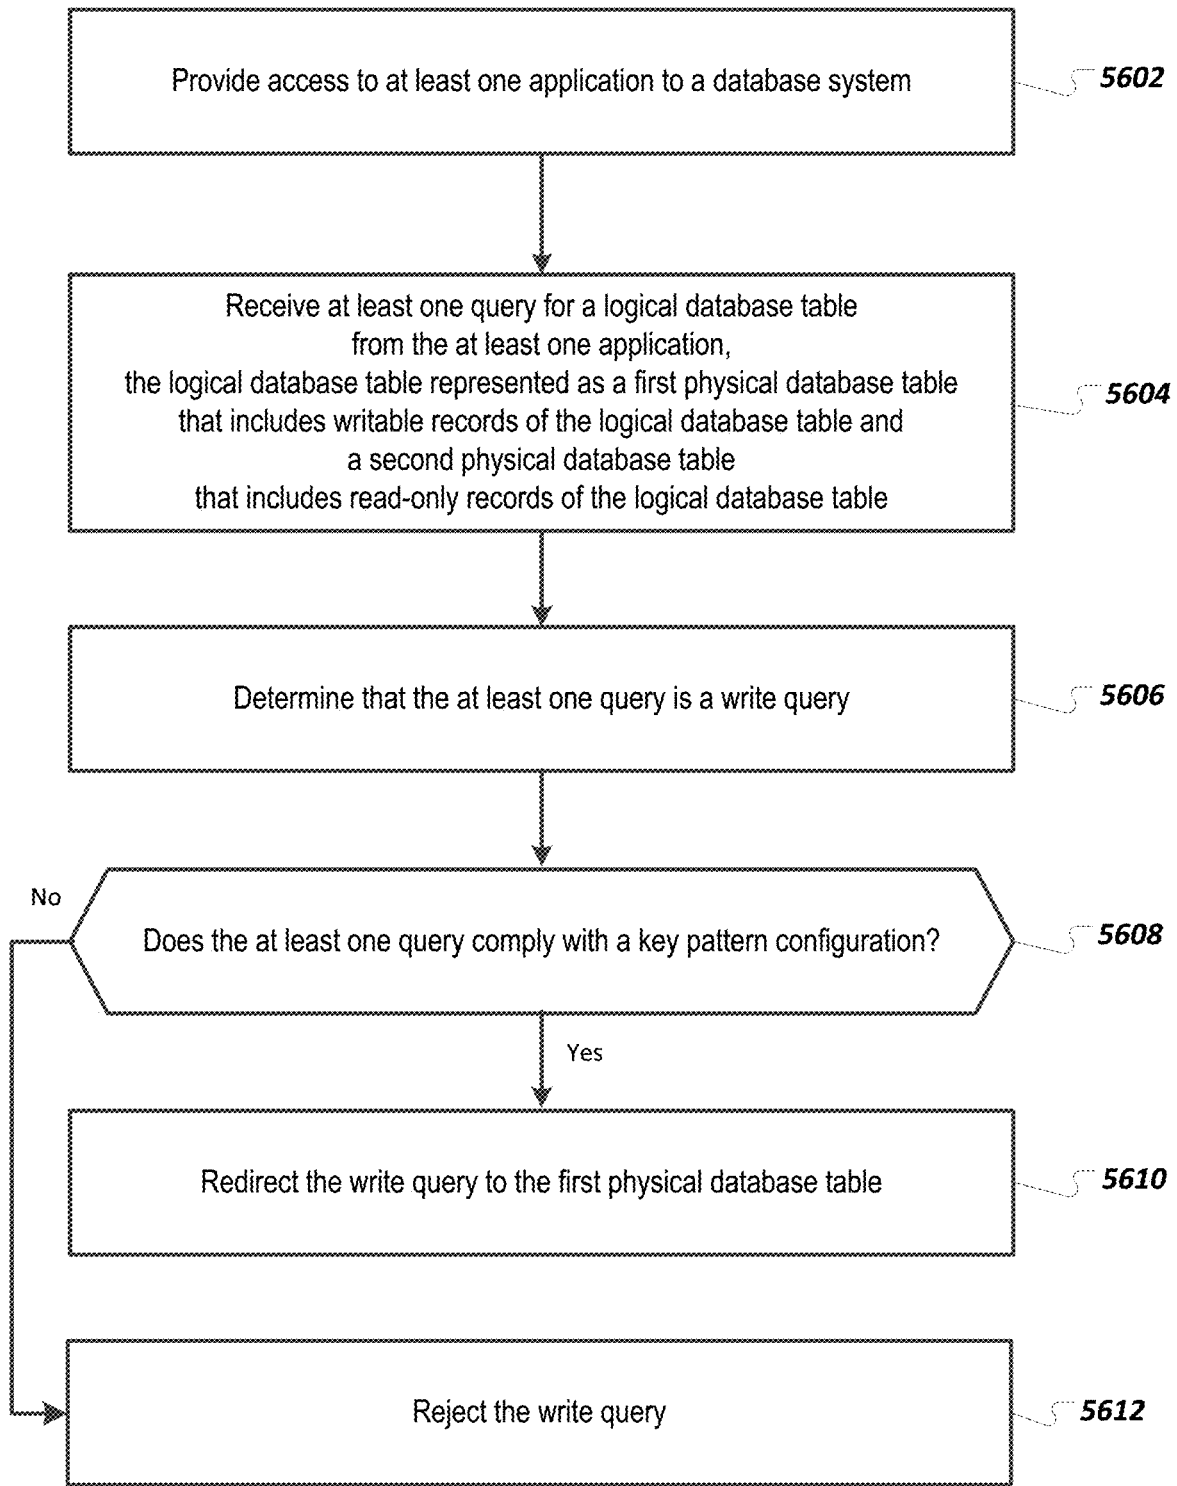 Provide access to at least one application to a database system
5602
Receive at least one query for a logical database table
from the at least one application,
the logical database table represented as a first physical database table
that includes writable records of the logical database table and
a second physical database table
that includes read-only records of the logical database table
5604
Determine that the at least one query is a write query
5606
No
Does the at least one query comply with a key pattern configuration?
5608
Yes
Redirect the write query to the first physical database table
5610
Reject the write query
5612